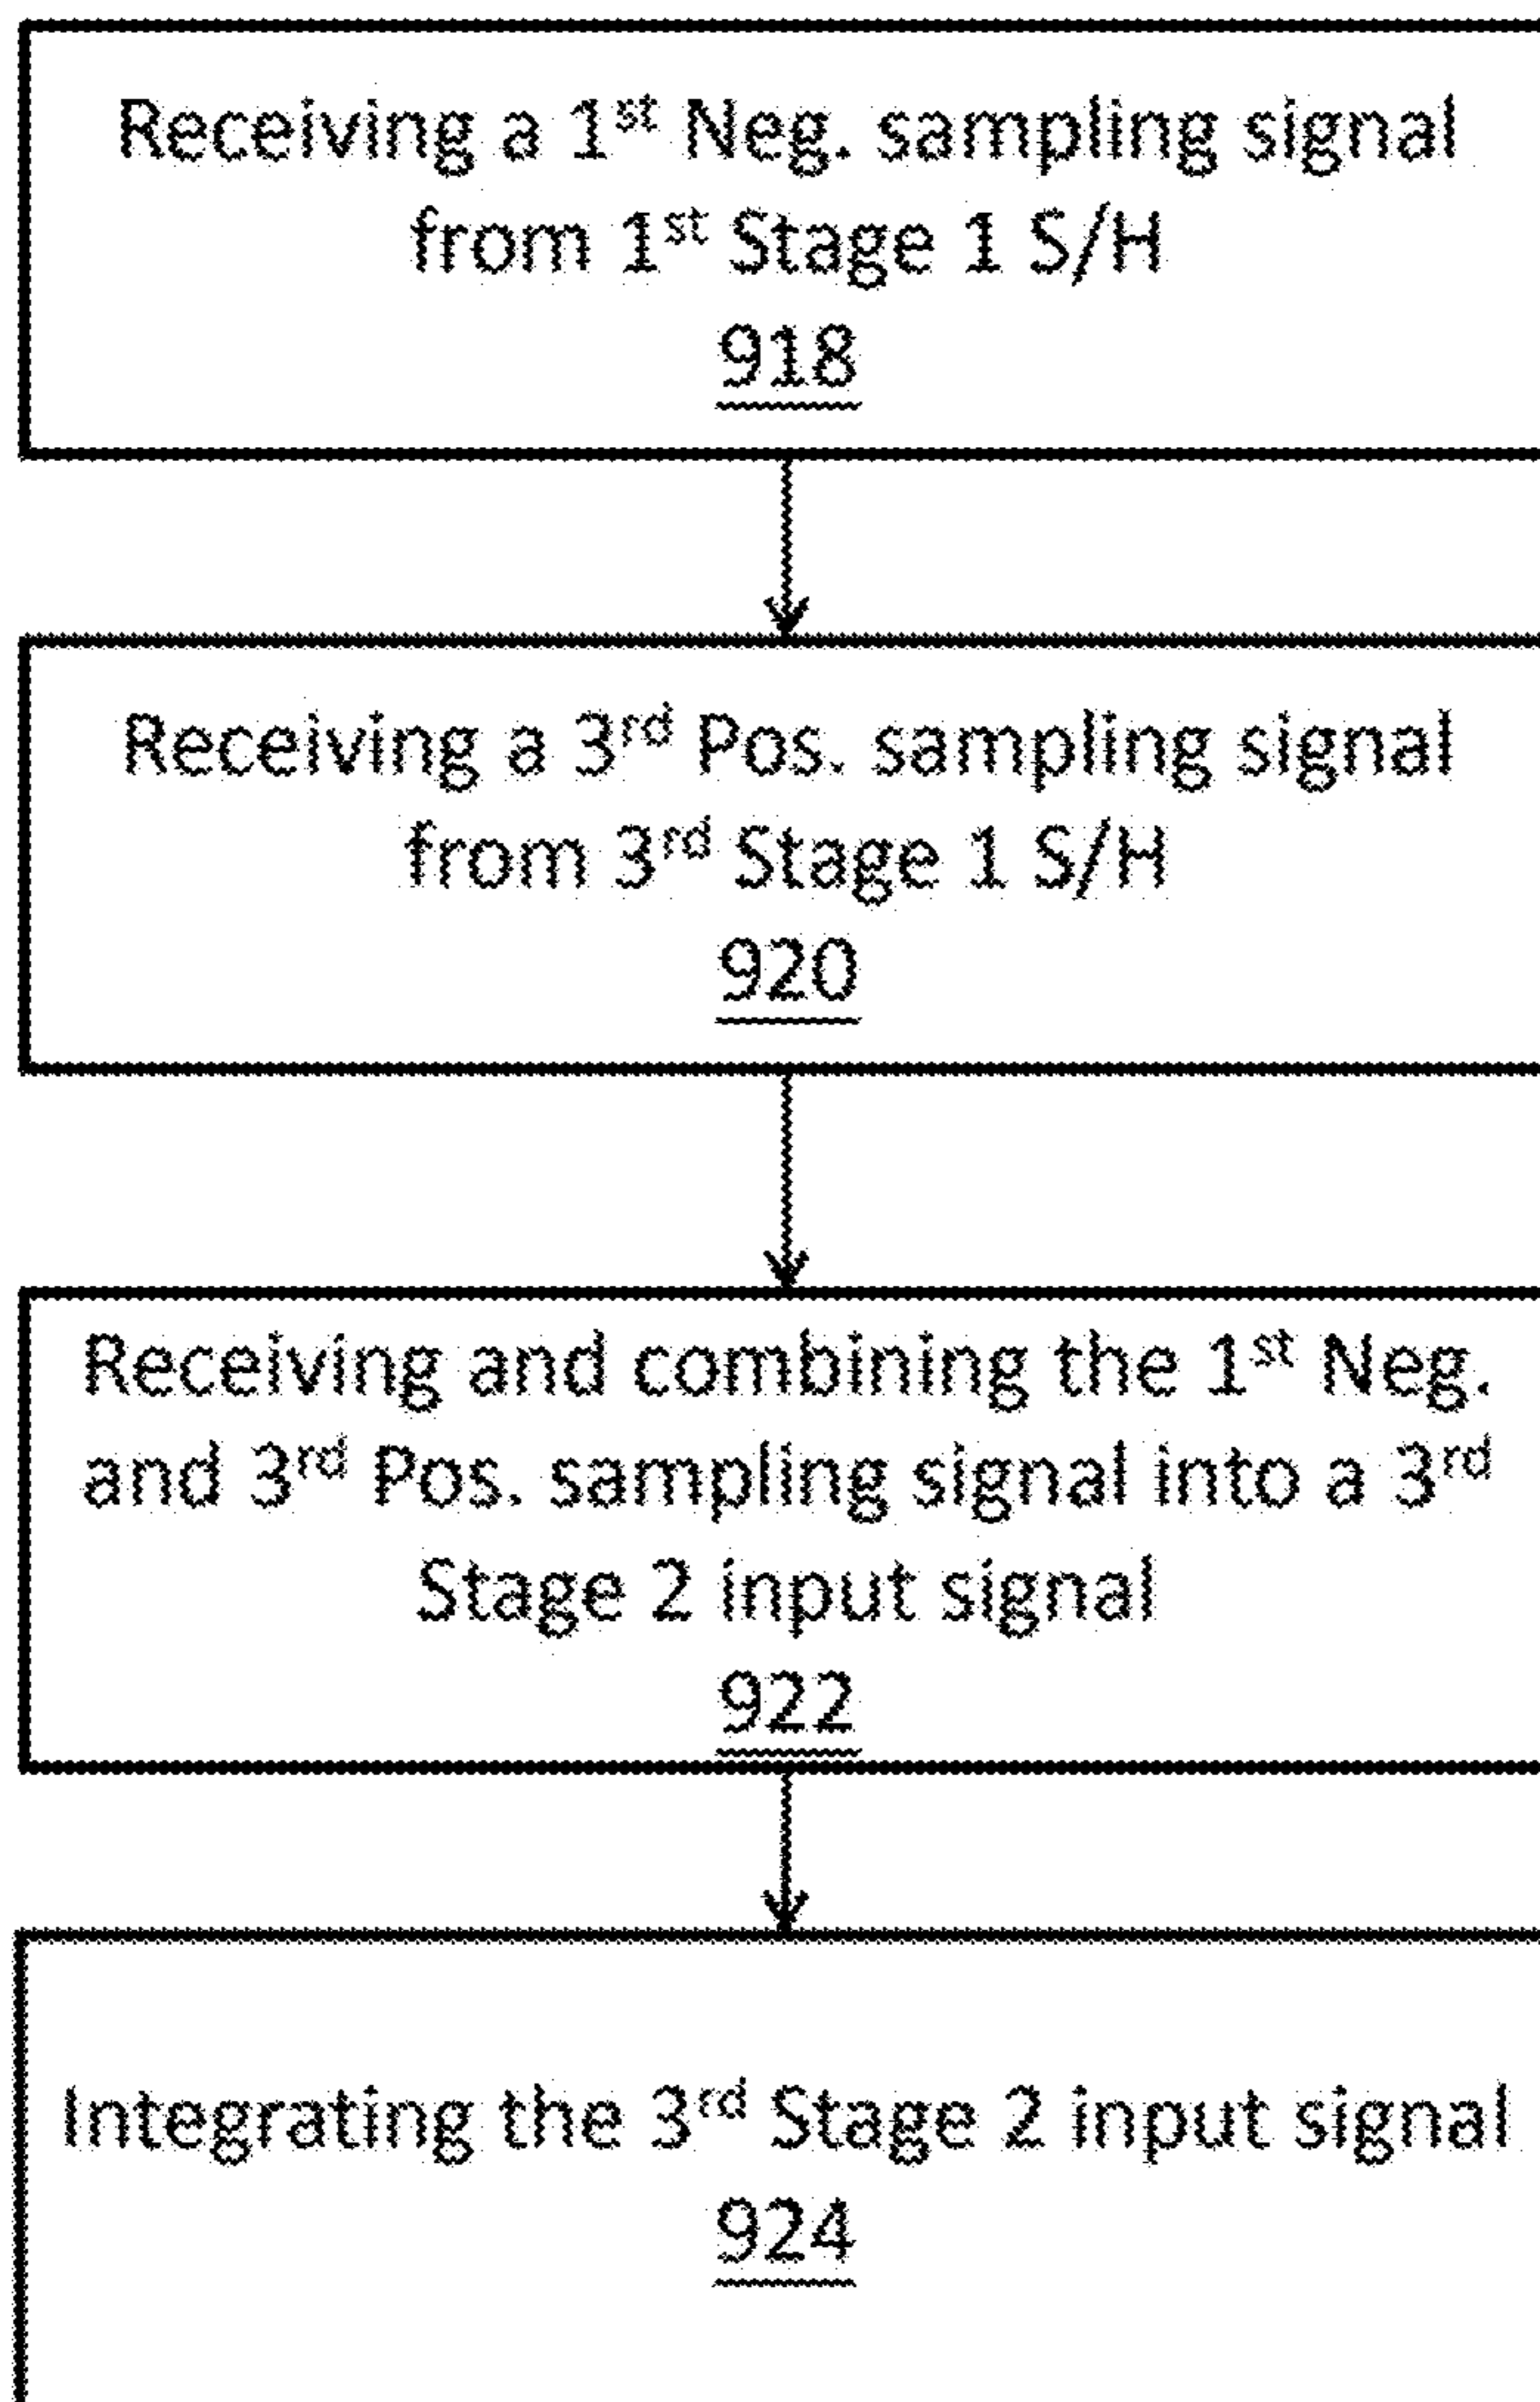 Receiving a 1st Neg. sampling signal
from 1st Stage 1 S/H
918
Receiving a 3rd Pos. sampling signal
from 3rd Stage 1 S/H
920
Receiving and combining the 1st Neg.
and 3rd Pos. sampling signal into a 3rd
Stage 2 input signal
922
Integrating the 3rd Stage 2 input signal
924